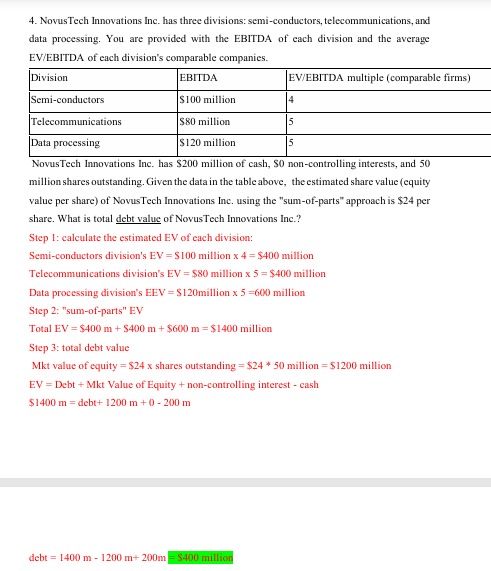 4. NovusTech Innovations Inc. has three divisions: semi-conductors, telecommunications, and
data processing. You are provided with the EBITDA of each division and the average
EV/EBITDA of each division's comparable companies.
Division EBITDA EV/EBITDA multiple (comparable firms)
Semi-conductors $100 million 4
Telecommunications $80 million 5
Data processing $120 million 5
NovusTech Innovations Inc. has $200 million of cash, $0 non-controlling interests, and 50
million shares outstanding. Given the data in the table above, the estimated share value (equity
value per share) of NovusTech Innovations Inc. using the "sum-of-parts" approach is $24 per
share. What is total debt value of NovusTech Innovations Inc.?
Step 1: calculate the estimated EV of each division:
Semi-conductors division's EV = $100 million x 4 = $400 million
Telecommunications division's EV = $80 million x 5 = $400 million
Data processing division's EEV = $120million x 5 =600 million
Step 2: "sum-of-parts" EV
Total EV = $400 m + $400 m + $600 m = $1400 million
Step 3: total debt value
Mkt value of equity = $24 x shares outstanding = $24 * 50 million = $1200 million
EV = Debt + Mkt Value of Equity + non-controlling interest - cash
$1400 m = debt+ 1200 m + 0 - 200 m
debt = 1400 m - 1200 m+ 200m = $400 million